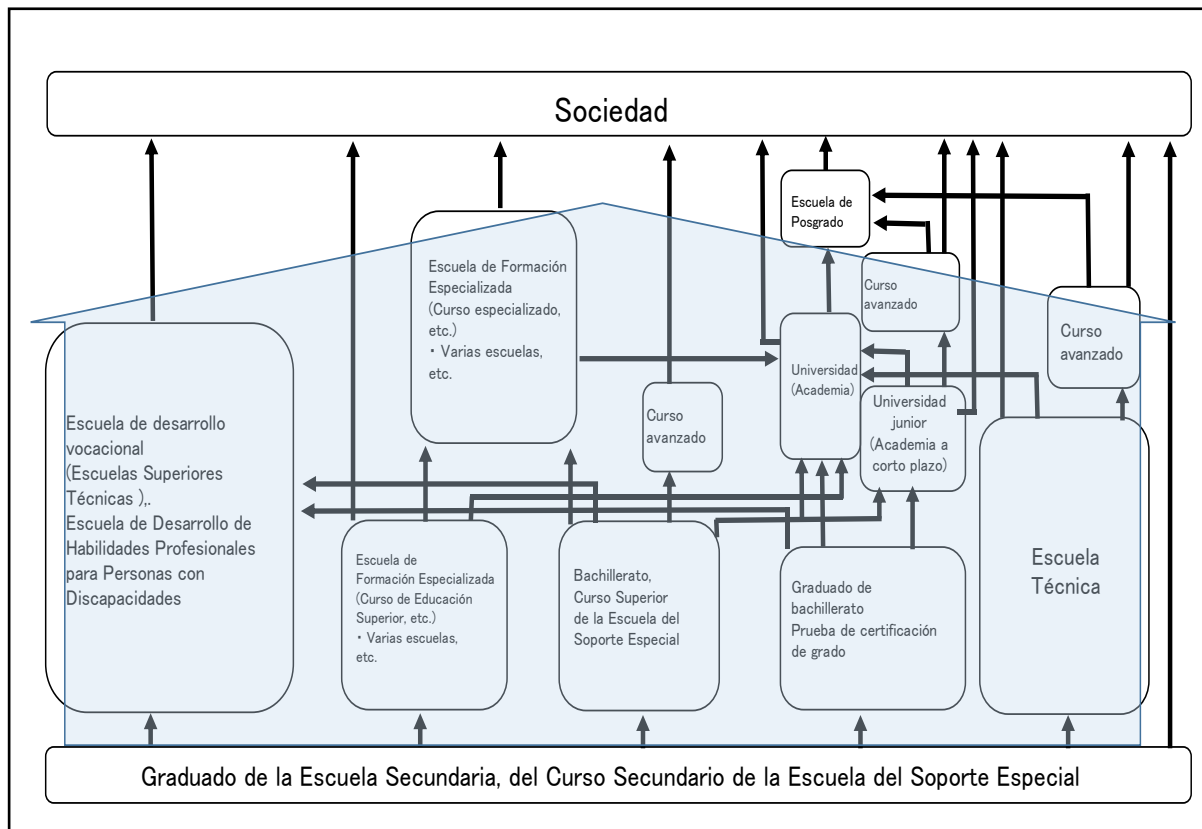 Sociedad
Escuela de
Posgrado
Escuela de Formación
Especializada
(Curso especializado,
etc.)
・Varias escuelas,
etc.
Curso
avanzado
Curso
avanzado
Universidad
(Academia)
Universidad
junior
(Academia a
corto plazo)
Curso
avanzado
Escuela de desarrollo
vocacional
(Escuelas Superiores
Técnicas ),.
Escuela de Desarrollo de
Habilidades Profesionales
para Personas con
Discapacidades
Escuela de
Formación Especializada
(Curso de Educación
Superior, etc.)
・Varias escuelas,
etc.
Bachillerato,
Curso Superior
de la Escuela del
Soporte Especial
Graduado de
bachillerato
Prueba de certificación
de grado
Escuela
Técnica
Graduado de la Escuela Secundaria, del Curso Secundario de la Escuela del Soporte Especial